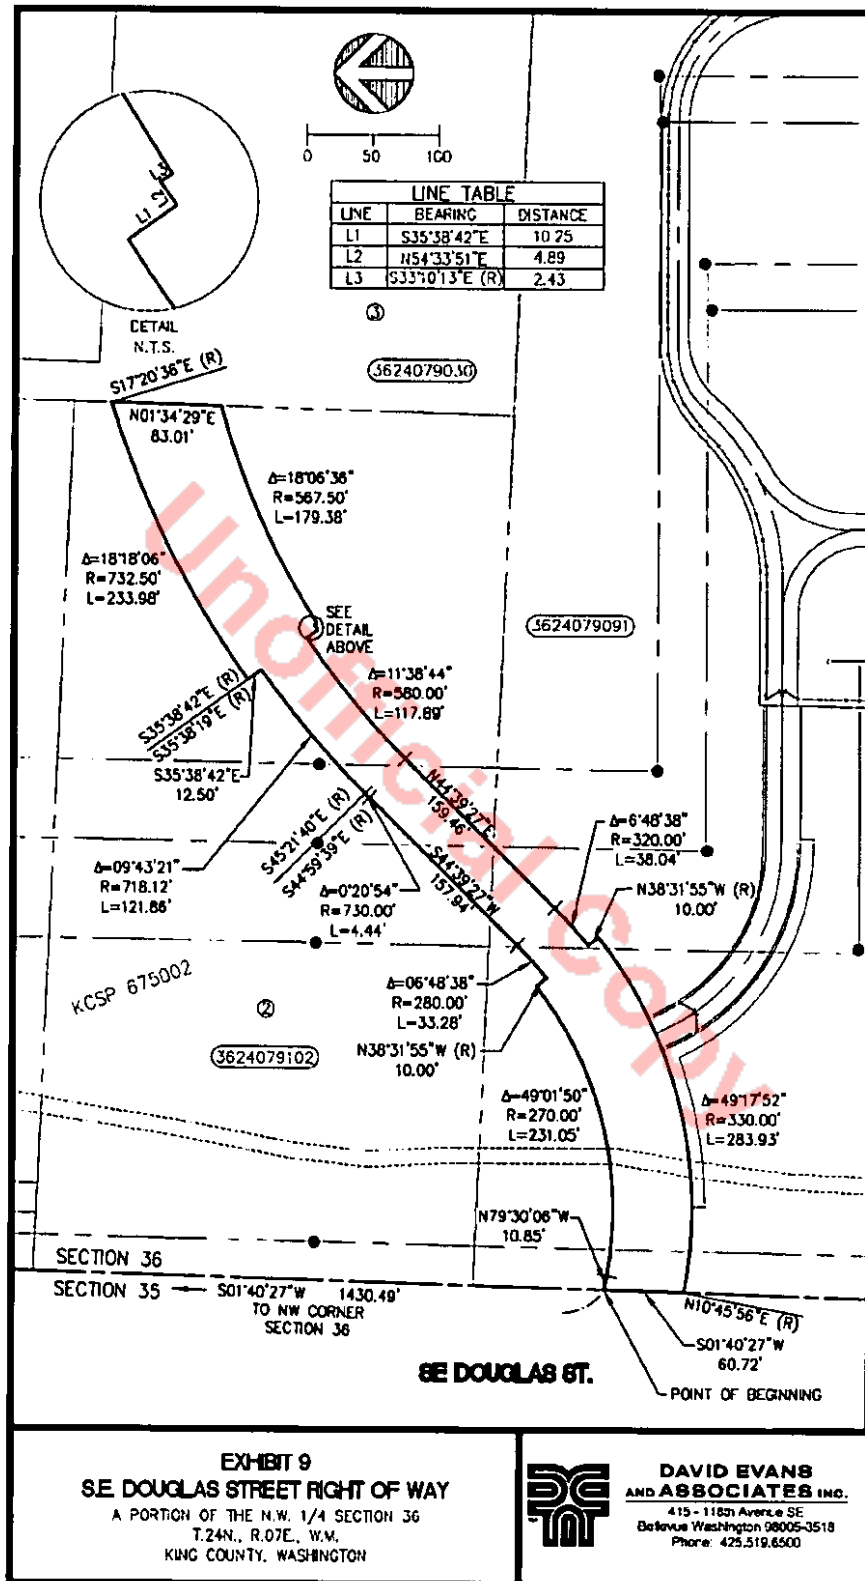 0 50 100
LINE TABLE
LINE BEARING DISTANCE
L1 S35°38'42"E 10.25
L2 N54°33'51"E 4.89
L3 S33°10'13"E (R) 2.43
L3
L2
L1
DETAIL
N.T.S.
3
3624079030
S17°20'36"E (R)
N01°34'29"E
83.01'
Δ=18°06'36"
R=567.50'
L=179.38'
Δ=18°18'06"
R=732.50'
L=233.98'
SEE
DETAIL
ABOVE
3624079091
Δ=11°38'44"
R=580.00'
L=117.89'
S35°38'42"E (R)
S35°38'19"E (R)
S35°38'42"E
12.50'
N44°39'27"E
159.46'
S45°21'40"E (R)
S44°59'39"E (R)
S44°39'27"W
157.94'
Δ=6°48'38"
R=320.00'
L=38.04'
Δ=09°43'21"
R=718.12'
L=121.86'
Δ=0°20'54"
R=730.00'
L=4.44'
N38°31'55"W (R)
10.00'
KCSP 675002
2
3624079102
Δ=06°48'38"
R=280.00'
L=33.28'
N38°31'55"W (R)
10.00'
Δ=49°01'50"
R=270.00'
L=231.05'
Δ=49°17'52"
R=330.00'
L=283.93'
N79°30'06"W
10.85'
SECTION 36
SECTION 35
S01°40'27"W 1430.49'
TO NW CORNER
SECTION 36
N10°45'56"E (R)
S01°40'27"W
60.72'
SE DOUGLAS ST.
POINT OF BEGINNING
Unofficial Copy
EXHIBIT 9
S.E. DOUGLAS STREET RIGHT OF WAY
A PORTION OF THE N.W. 1/4 SECTION 36
T.24N., R.07E., W.M.
KING COUNTY, WASHINGTON
DAVID EVANS
AND ASSOCIATES INC.
415 - 118th Avenue SE
Bellevue Washington 98005-3518
Phone: 425.519.6500